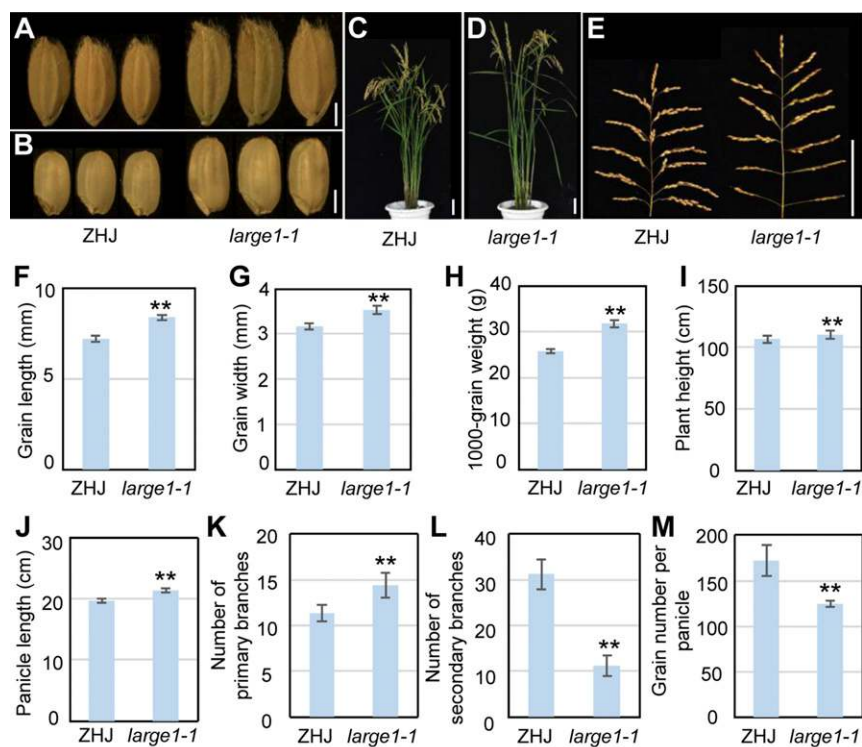 A
B
C
D
E
ZHJ
large1-1
ZHJ
large1-1
ZHJ
large1-1
F
Grain length (mm)
10
5
0
**
ZHJ
large1-1
G
Grain width (mm)
4
3
2
1
0
**
ZHJ
large1-1
H
1000-grain weight (g)
40
30
20
10
0
**
ZHJ
large1-1
I
Plant height (cm)
150
100
50
0
**
ZHJ
large1-1
J
Panicle length (cm)
30
20
10
0
**
ZHJ
large1-1
K
Number of
primary branches
20
15
10
5
0
**
ZHJ
large1-1
L
Number of
secondary branches
40
30
20
10
0
**
ZHJ
large1-1
M
Grain number per
panicle
200
150
100
50
0
**
ZHJ
large1-1